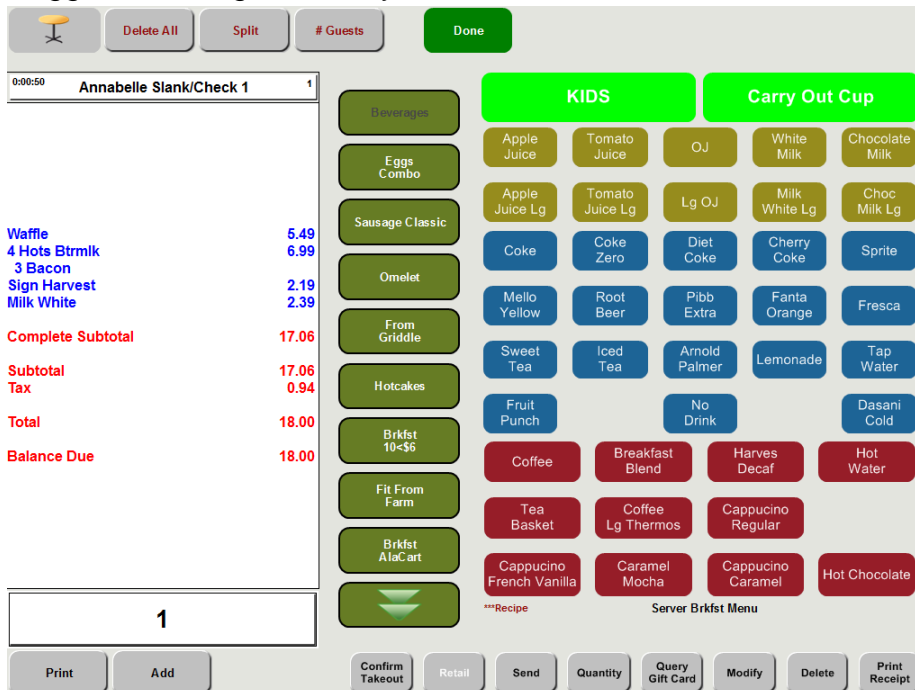 Delete All Split # Guests Done
0:00:50 Annabelle Slank/Check 1 1
Waffle 5.49
4 Hots Btrmlk 6.99
3 Bacon
Sign Harvest 2.19
Milk White 2.39
Complete Subtotal 17.06
Subtotal 17.06
Tax 0.94
Total 18.00
Balance Due 18.00
1
Beverages
Eggs
Combo
Sausage Classic
Omelet
From
Griddle
Hotcakes
Brkfst
10<$6
Fit From
Farm
Brkfst
AlaCart
KIDS Carry Out Cup
Apple Juice Tomato Juice OJ White Milk Chocolate Milk
Apple Juice Lg Tomato Juice Lg Lg OJ Milk White Lg Choc Milk Lg
Coke Coke Zero Diet Coke Cherry Coke Sprite
Mello Yellow Root Beer Pibb Extra Fanta Orange Fresca
Sweet Tea Iced Tea Arnold Palmer Lemonade Tap Water
Fruit Punch No Drink Dasani Cold
Coffee Breakfast Blend Harves Decaf Hot Water
Tea Basket Coffee Lg Thermos Cappucino Regular
Cappucino French Vanilla Caramel Mocha Cappucino Caramel Hot Chocolate
***Recipe Server Brkfst Menu
Print Add Confirm Takeout Retail Send Quantity Query Gift Card Modify Delete Print Receipt